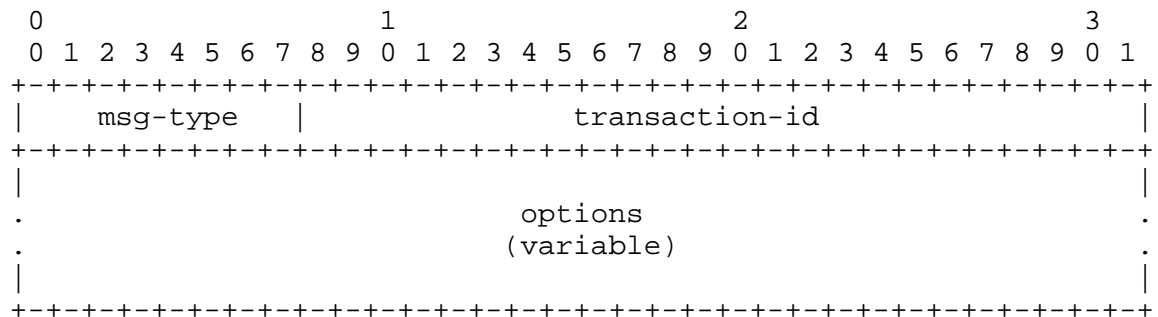 0                   1                   2                   3
 0 1 2 3 4 5 6 7 8 9 0 1 2 3 4 5 6 7 8 9 0 1 2 3 4 5 6 7 8 9 0 1
+-+-+-+-+-+-+-+-+-+-+-+-+-+-+-+-+-+-+-+-+-+-+-+-+-+-+-+-+-+-+-+-+
|    msg-type   |               transaction-id                  |
+-+-+-+-+-+-+-+-+-+-+-+-+-+-+-+-+-+-+-+-+-+-+-+-+-+-+-+-+-+-+-+-+
|                                                               |
.                            options                            .
.                           (variable)                          .
|                                                               |
+-+-+-+-+-+-+-+-+-+-+-+-+-+-+-+-+-+-+-+-+-+-+-+-+-+-+-+-+-+-+-+-+